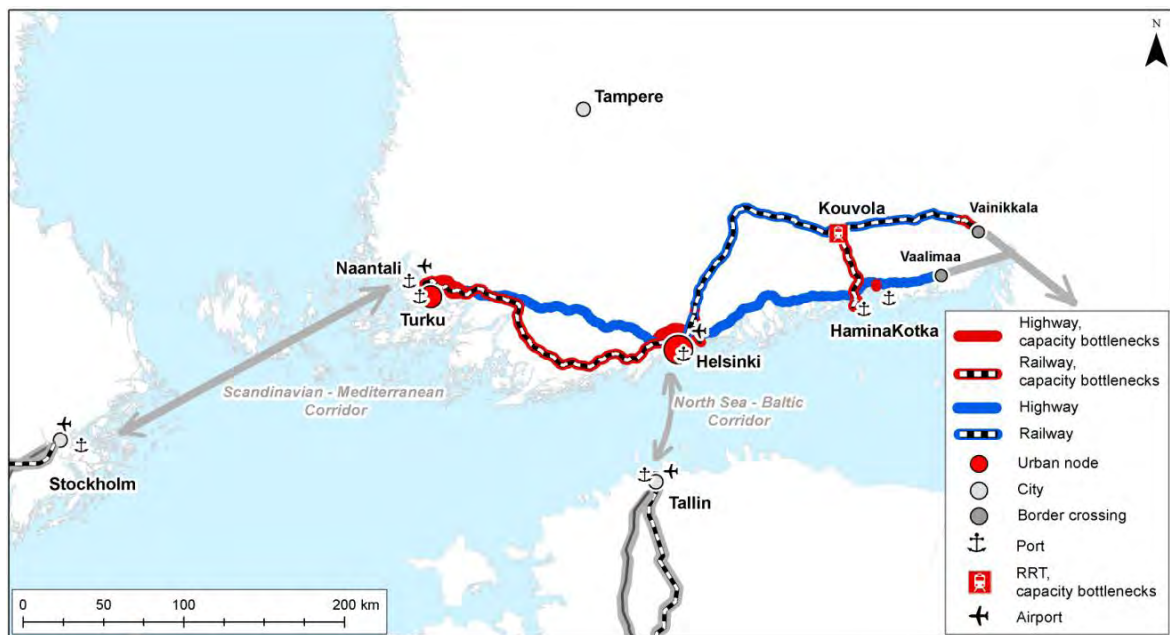 N
Tampere
Kouvola
Vainikkala
Vaalimaa
Naantali
Turku
HaminaKotka
Helsinki
Scandinavian - Mediterranean
Corridor
North Sea - Baltic
Corridor
Stockholm
Tallin
Highway,
capacity bottlenecks
Railway,
capacity bottlenecks
Highway
Railway
Urban node
City
Border crossing
Port
RRT,
capacity bottlenecks
Airport
0 50 100 200 km